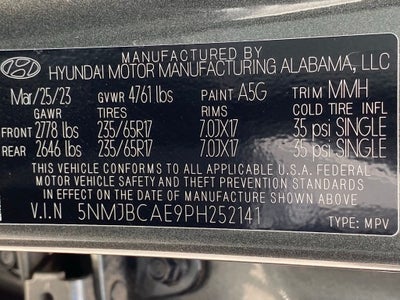 MANUFACTURED BY
HYUNDAI MOTOR MANUFACTURING ALABAMA, LLC
Mar/25/23 GVWR 4761 lbs PAINT A5G TRIM MMH
GAWR TIRES RIMS COLD TIRE INFL
FRONT 2778 lbs 235/65R17 7.0JX17 35 psi SINGLE
REAR 2646 lbs 235/65R17 7.0JX17 35 psi SINGLE
THIS VEHICLE CONFORMS TO ALL APPLICABLE U.S.A. FEDERAL
MOTOR VEHICLE SAFETY AND THEFT PREVENTION STANDARDS
IN EFFECT ON THE DATE OF MANUFACTURE SHOWN ABOVE.
V.I.N 5NMJBCAE9PH252141 TYPE: MPV